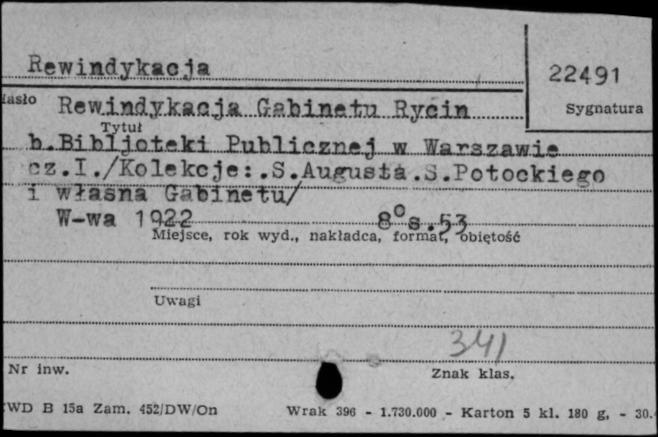 Rewindykacja
22491
Hasło Rewindykacja Gabinetu Rycin
Sygnatura
Tytuł
b.Bibljoteki Publicznej w Warszawie
cz.I./Kolekcje:.S.Augusta.S.Potockiego
i własna Gabinetu/
W-wa 1922 8° s.53
Miejsce, rok wyd., nakładca, format, objętość
Uwagi
341
Nr inw.
Znak klas.
CWD B 15a Zam. 452/DW/On Wrak 396 - 1.730.000 - Karton 5 kl. 180 g, - 30.